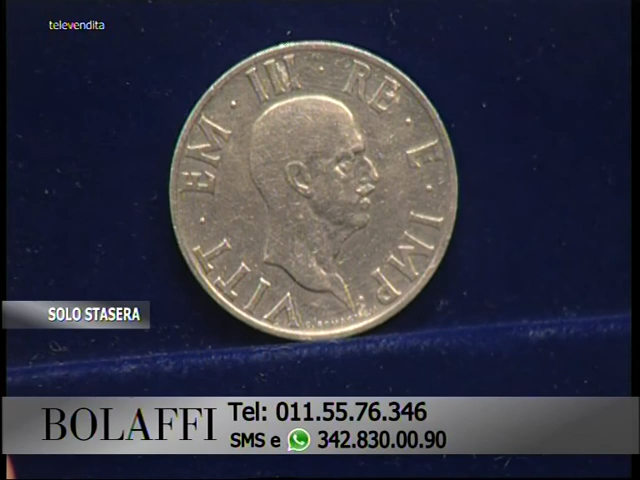 televendita
VITT · EM · III · RE · E · IMP
SOLO STASERA
BOLAFFI
Tel: 011.55.76.346
SMS e 342.830.00.90